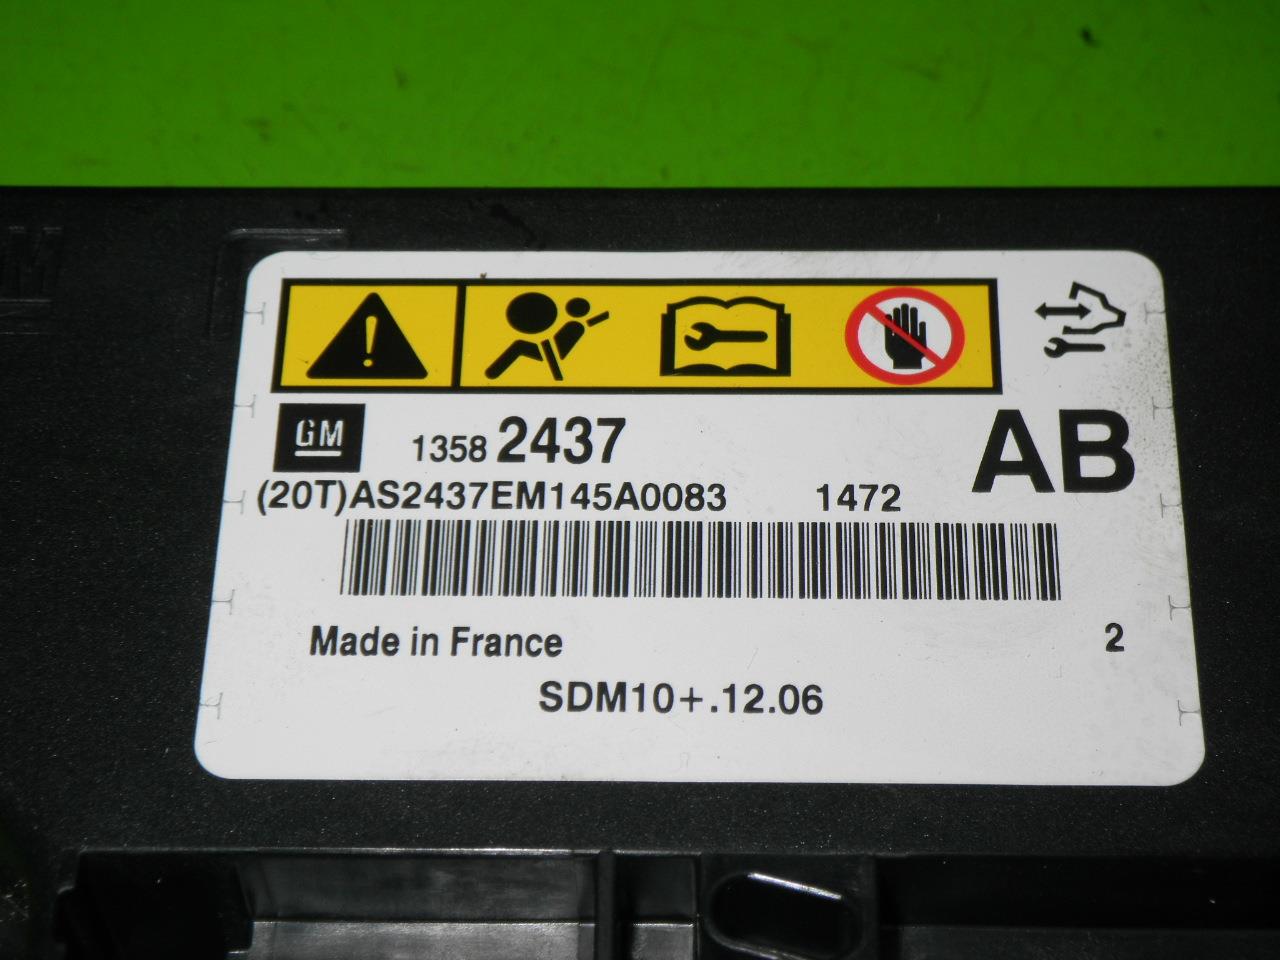 GM 1358 2437 AB
(20T)AS2437EM145A0083 1472
Made in France 2
SDM10+.12.06